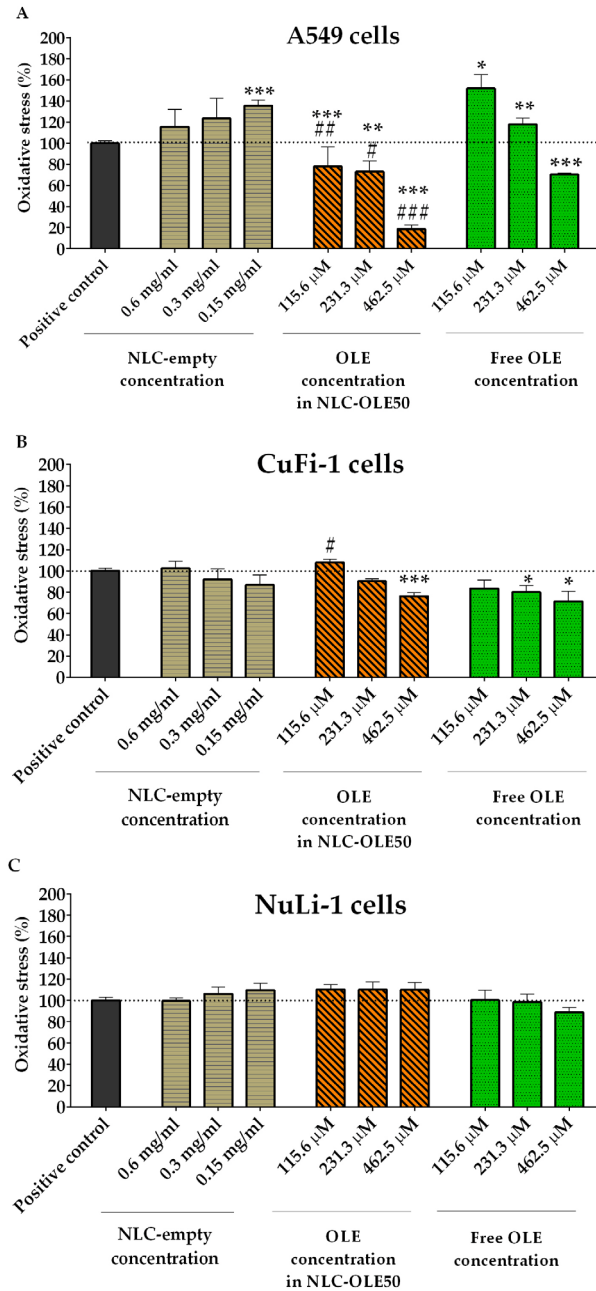 A
A549 cells
Oxidative stress (%)
200
180
160
140
120
100
80
60
40
20
0
***
***
##
**
#
***
###
*
**
***
Positive control
0.6 mg/ml
0.3 mg/ml
0.15 mg/ml
115.6 µM
231.3 µM
462.5 µM
115.6 µM
231.3 µM
462.5 µM
NLC-empty
concentration
OLE
concentration
in NLC-OLE50
Free OLE
concentration
B
CuFi-1 cells
Oxidative stress (%)
200
180
160
140
120
100
80
60
40
20
0
#
***
*
*
Positive control
0.6 mg/ml
0.3 mg/ml
0.15 mg/ml
115.6 µM
231.3 µM
462.5 µM
115.6 µM
231.3 µM
462.5 µM
NLC-empty
concentration
OLE
concentration
in NLC-OLE50
Free OLE
concentration
C
NuLi-1 cells
Oxidative stress (%)
200
180
160
140
120
100
80
60
40
20
0
Positive control
0.6 mg/ml
0.3 mg/ml
0.15 mg/ml
115.6 µM
231.3 µM
462.5 µM
115.6 µM
231.3 µM
462.5 µM
NLC-empty
concentration
OLE
concentration
in NLC-OLE50
Free OLE
concentration